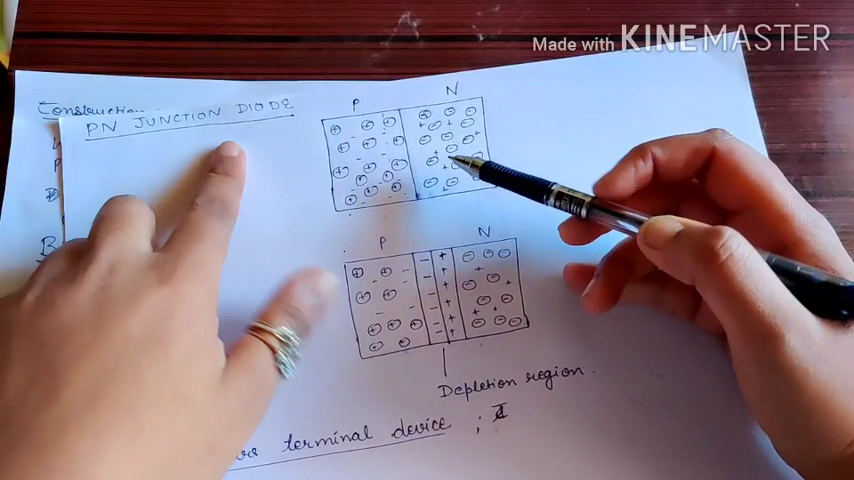 Made with KINEMASTER
Construction
PN JUNCTION DIODE
P N
P N
Depletion region.
terminal device ;